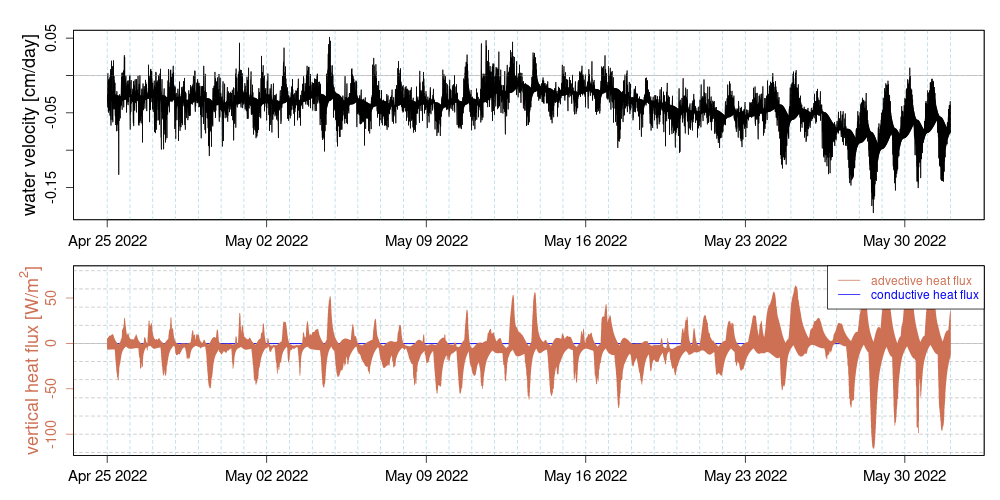 water velocity [cm/day]
0.05
-0.05
-0.15
Apr 25 2022 May 02 2022 May 09 2022 May 16 2022 May 23 2022 May 30 2022
vertical heat flux [W/m²]
50
0
-50
-100
advective heat flux
conductive heat flux
Apr 25 2022 May 02 2022 May 09 2022 May 16 2022 May 23 2022 May 30 2022